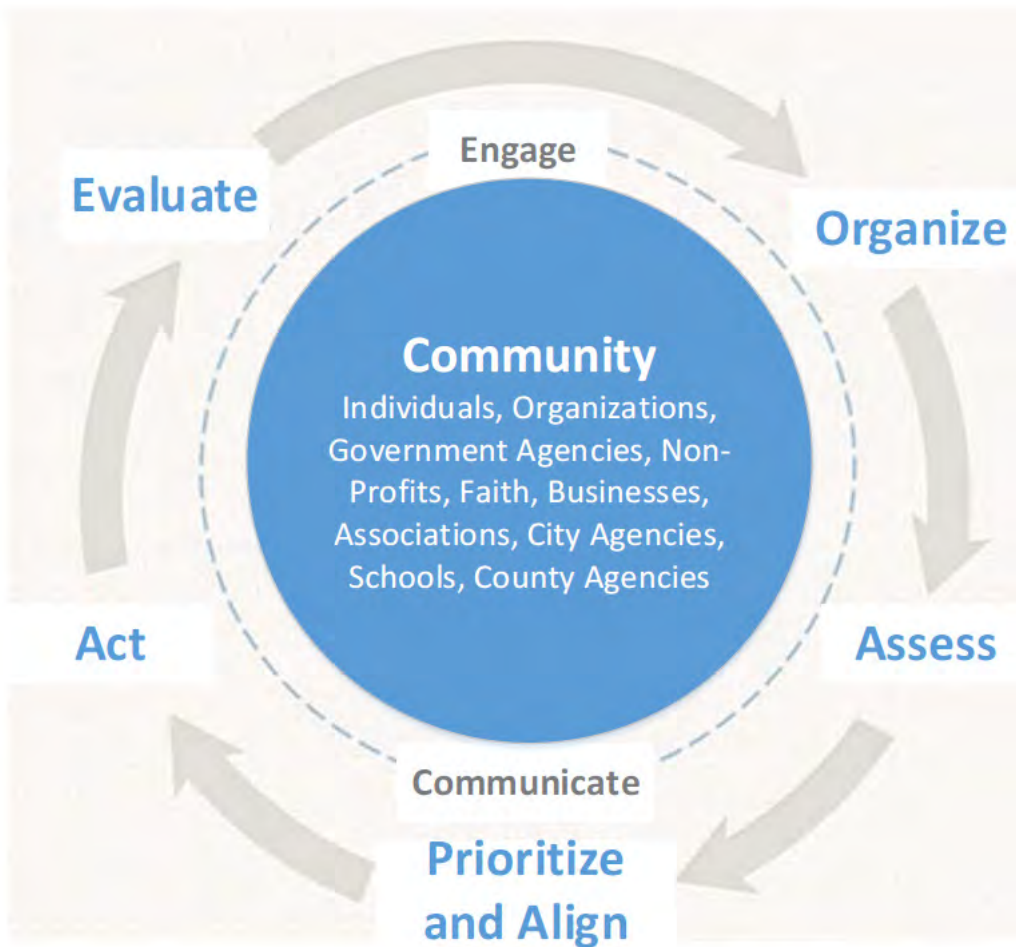 Engage
Evaluate
Organize
Community
Individuals, Organizations,
Government Agencies, Non-
Profits, Faith, Businesses,
Associations, City Agencies,
Schools, County Agencies
Act
Assess
Communicate
Prioritize
and Align